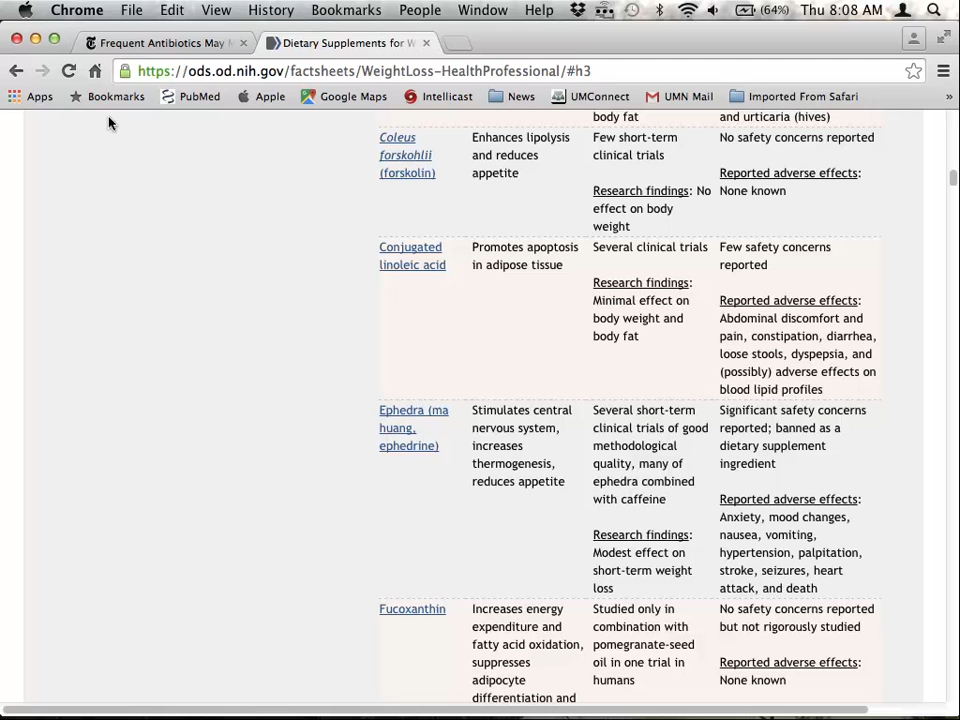 Chrome File Edit View History Bookmarks People Window Help (64%) Thu 8:08 AM
Frequent Antibiotics May Dietary Supplements for W
https://ods.od.nih.gov/factsheets/WeightLoss-HealthProfessional/#h3
Apps Bookmarks PubMed Apple Google Maps Intellicast News UMConnect UMN Mail Imported From Safari »
body fat and urticaria (hives)
Coleus Enhances lipolysis Few short-term No safety concerns reported
forskohlii and reduces clinical trials
(forskolin) appetite Reported adverse effects:
Research findings: No None known
effect on body
weight
Conjugated Promotes apoptosis Several clinical trials Few safety concerns
linoleic acid in adipose tissue reported
Research findings:
Minimal effect on Reported adverse effects:
body weight and Abdominal discomfort and
body fat pain, constipation, diarrhea,
loose stools, dyspepsia, and
(possibly) adverse effects on
blood lipid profiles
Ephedra (ma Stimulates central Several short-term Significant safety concerns
huang, nervous system, clinical trials of good reported; banned as a
ephedrine) increases methodological dietary supplement
thermogenesis, quality, many of ingredient
reduces appetite ephedra combined
with caffeine Reported adverse effects:
Anxiety, mood changes,
Research findings: nausea, vomiting,
Modest effect on hypertension, palpitation,
short-term weight stroke, seizures, heart
loss attack, and death
Fucoxanthin Increases energy Studied only in No safety concerns reported
expenditure and combination with but not rigorously studied
fatty acid oxidation, pomegranate-seed
suppresses oil in one trial in Reported adverse effects:
adipocyte humans None known
differentiation and